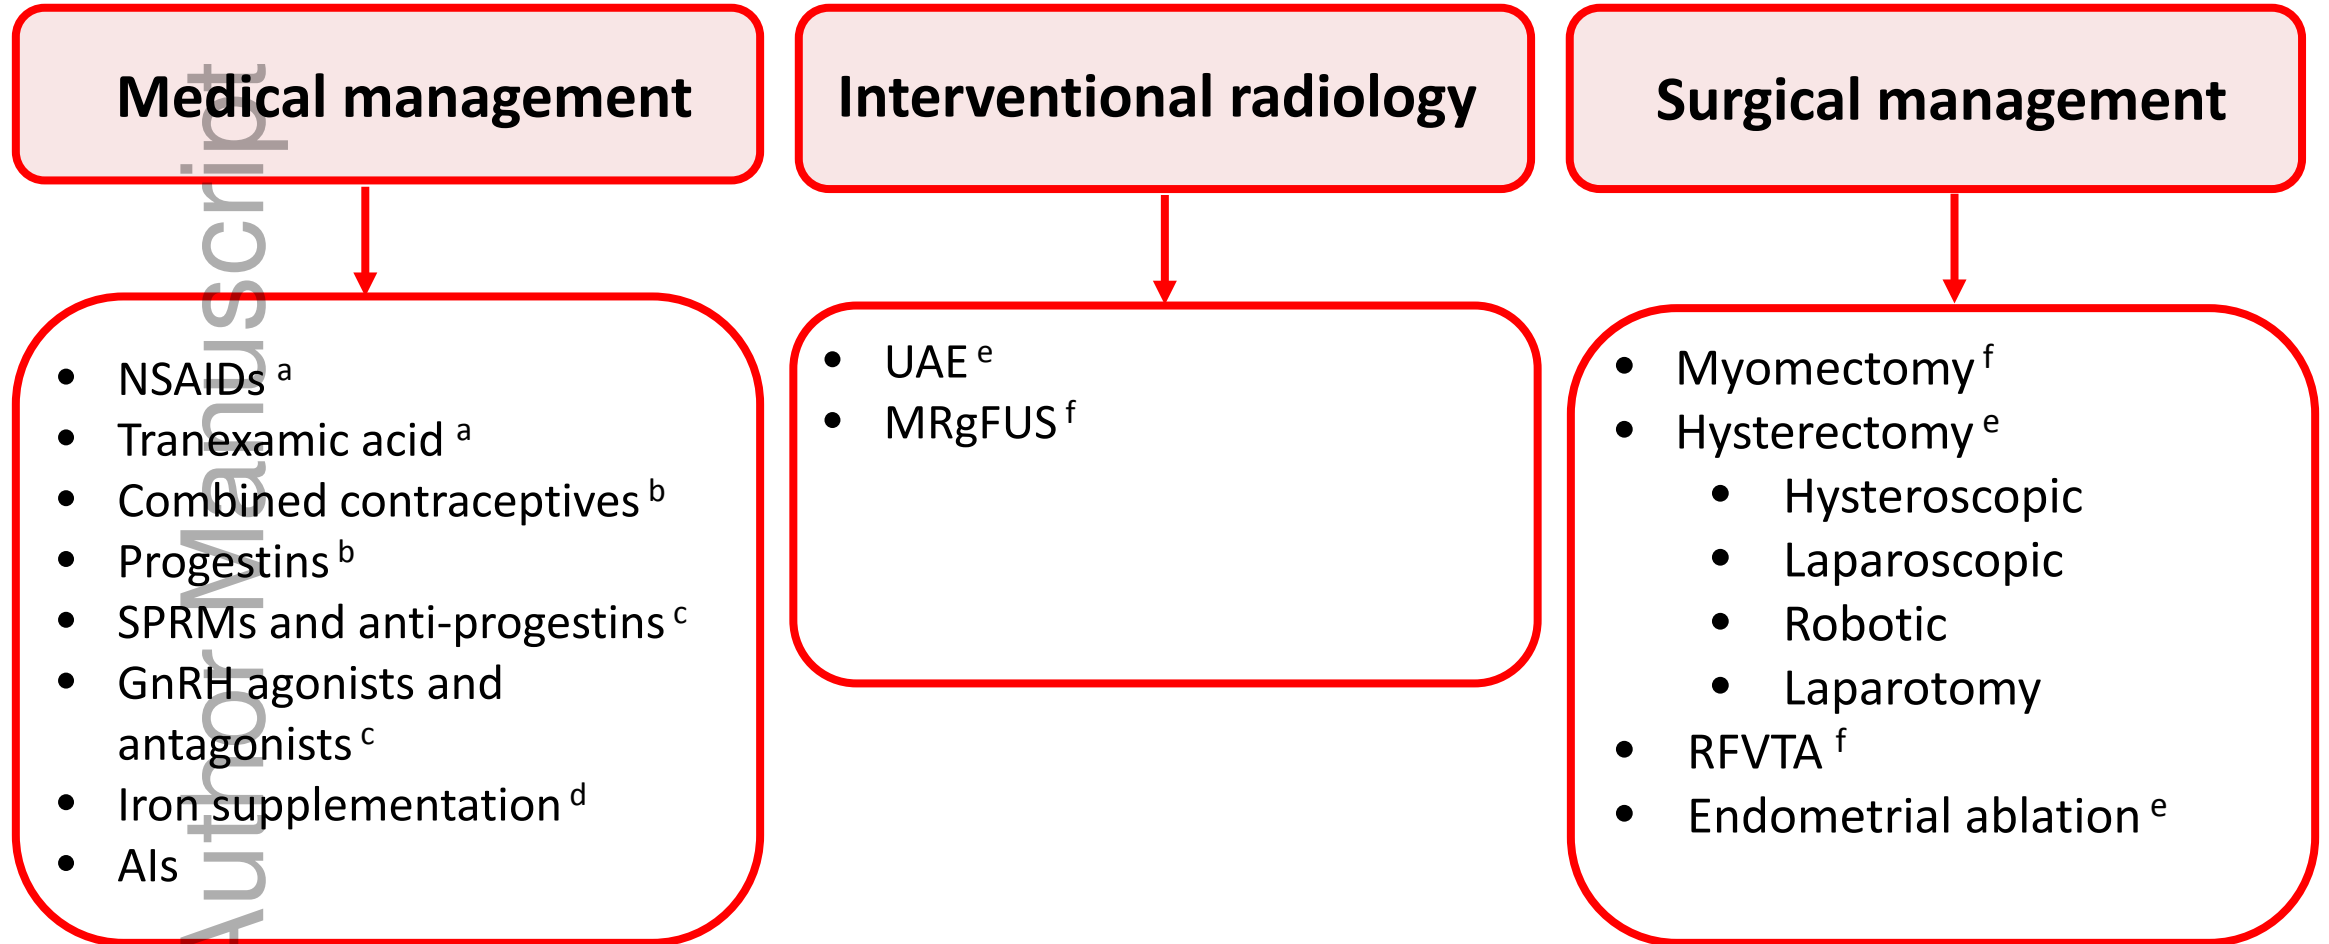 Medical management
NSAIDs a
Tranexamic acid a
Combined contraceptives b
Progestins b
SPRMs and anti-progestins c
GnRH agonists and
antagonists c
Iron supplementation d
AIs
Interventional radiology
UAE e
MRgFUS f
Surgical management
Myomectomy f
Hysterectomy e
Hysteroscopic
Laparoscopic
Robotic
Laparotomy
RFVTA f
Endometrial ablation e
Author Manuscript